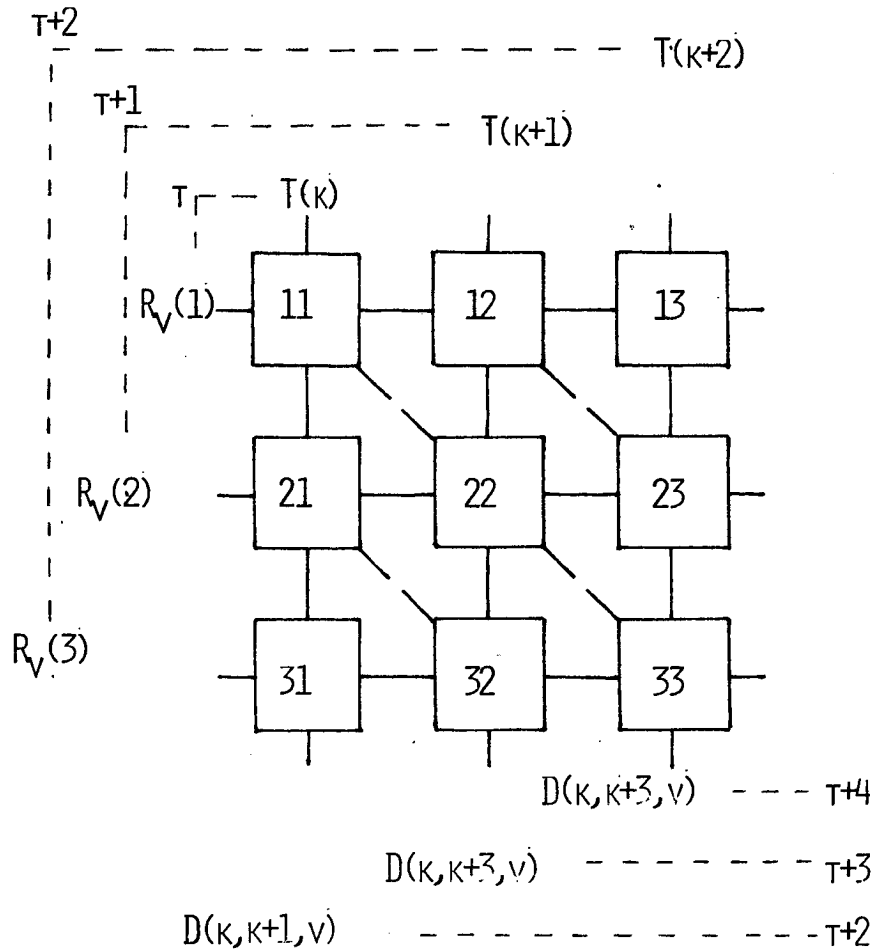 T+2
T(K+2)
T+1
T(K+1)
T T(K)
R_V(1) 11 12 13
R_V(2) 21 22 23
R_V(3) 31 32 33
D(K,K+3,V) T+4
D(K,K+3,V) T+3
D(K,K+1,V) T+2